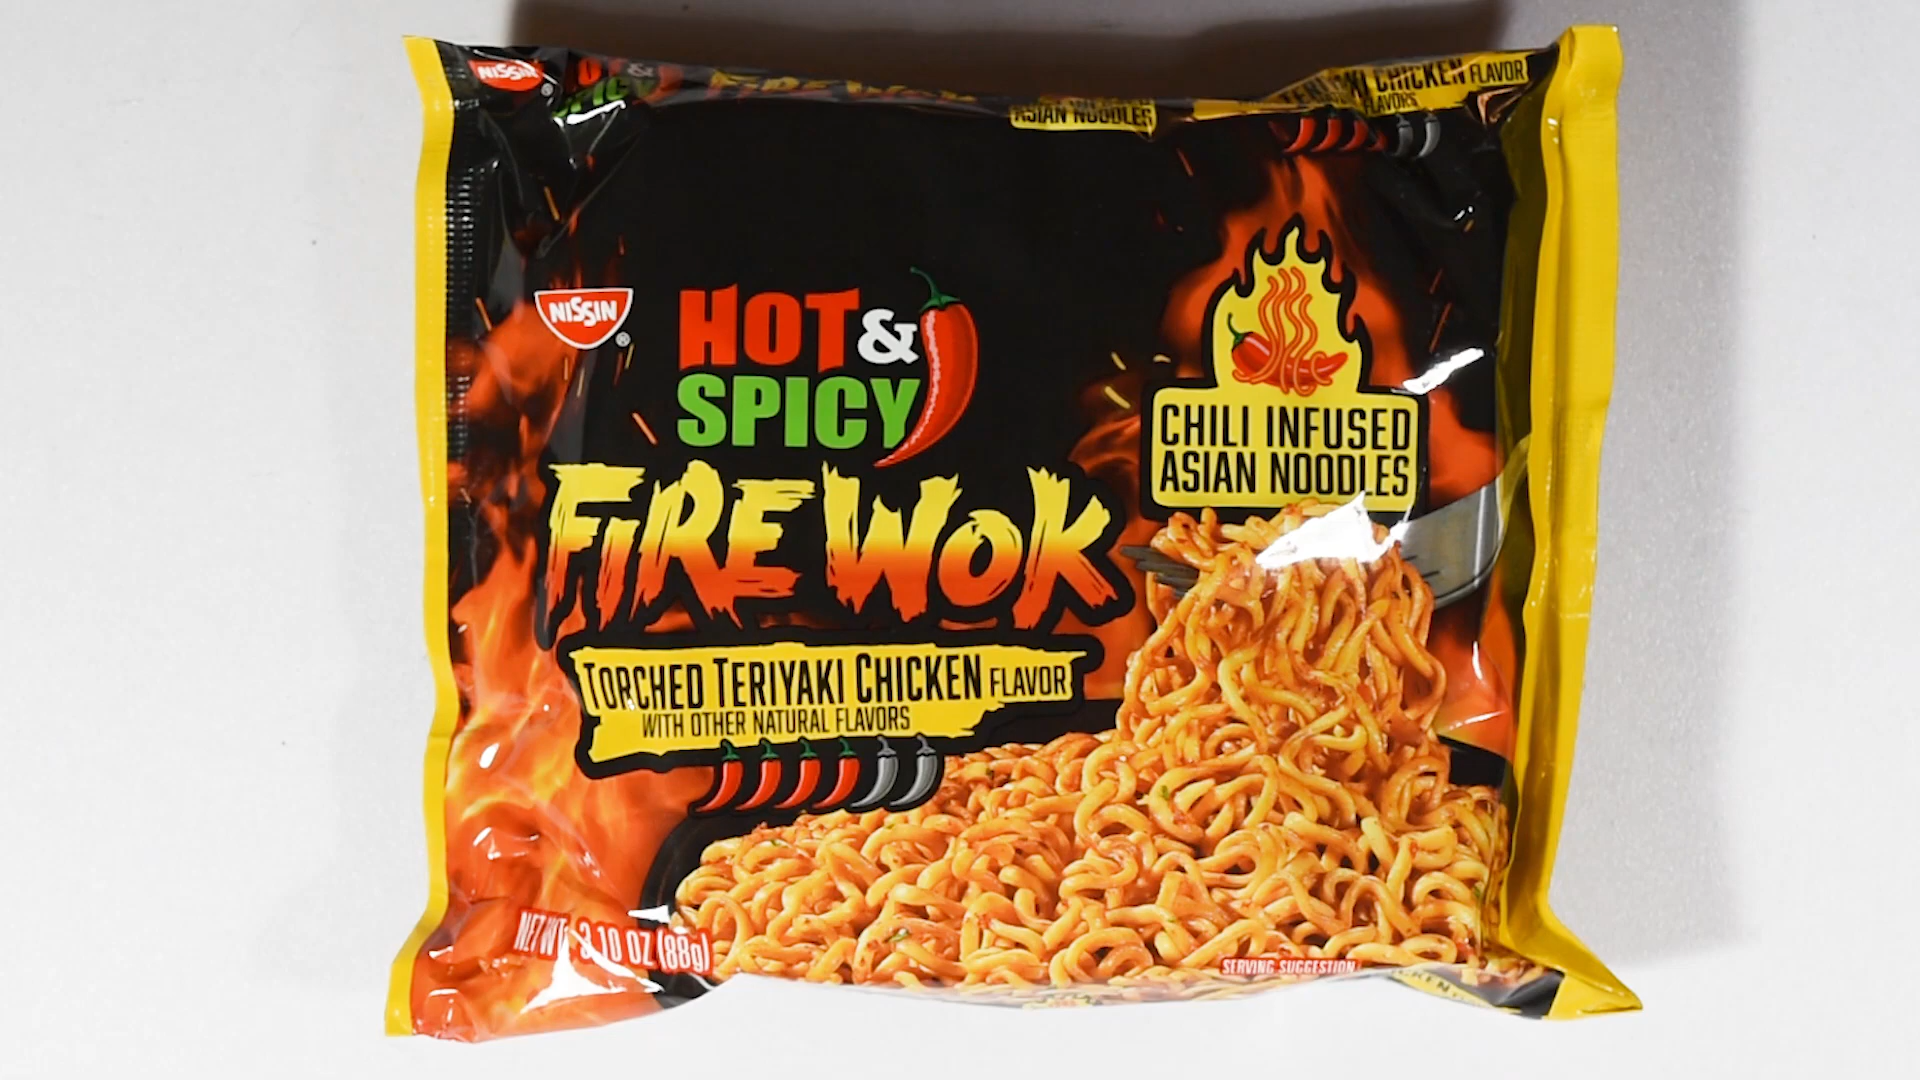 NISSIN
ASIAN NOODLES
CHICKEN FLAVOR
FLAVORS
NISSIN
®
HOT &
SPICY
FIRE WOK
CHILI INFUSED
ASIAN NOODLES
TORCHED TERIYAKI CHICKEN FLAVOR
WITH OTHER NATURAL FLAVORS
NET WT. 3.10 OZ (88g)
SERVING SUGGESTION